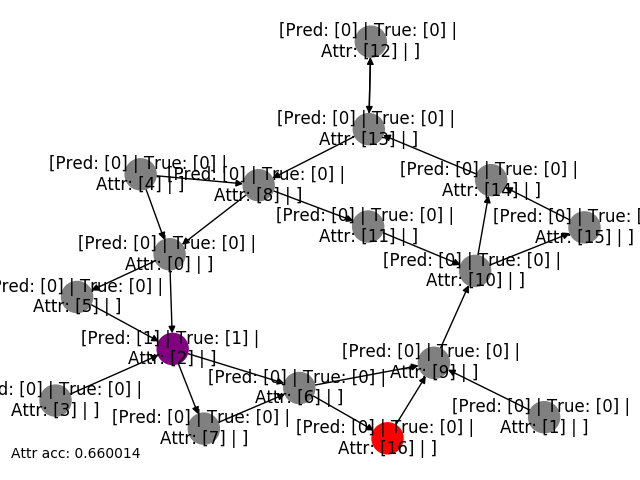 [Pred: [0] | True: [0] |
Attr: [12] | ]
[Pred: [0] | True: [0] |
Attr: [13] | ]
[Pred: [0] | True: [0] |
Attr: [4] | ]
[Pred: [0] | True: [0] |
Attr: [8] | ]
[Pred: [0] | True: [0] |
Attr: [14] | ]
[Pred: [0] | True: [0] |
Attr: [11] | ]
[Pred: [0] | True: [0] |
Attr: [15] | ]
[Pred: [0] | True: [0] |
Attr: [0] | ]
[Pred: [0] | True: [0] |
Attr: [10] | ]
Pred: [0] | True: [0] |
Attr: [5] | ]
[Pred: [1] | True: [1] |
Attr: [2] | ]
[Pred: [0] | True: [0] |
Attr: [9] | ]
[Pred: [0] | True: [0] |
Attr: [6] | ]
[0] | True: [0] |
Attr: [3] | ]
[Pred: [0] | True: [0] |
Attr: [7] | ]
[Pred: [0] | True: [0] |
Attr: [1] | ]
[Pred: [0] | True: [0] |
Attr: [16] | ]
Attr acc: 0.660014